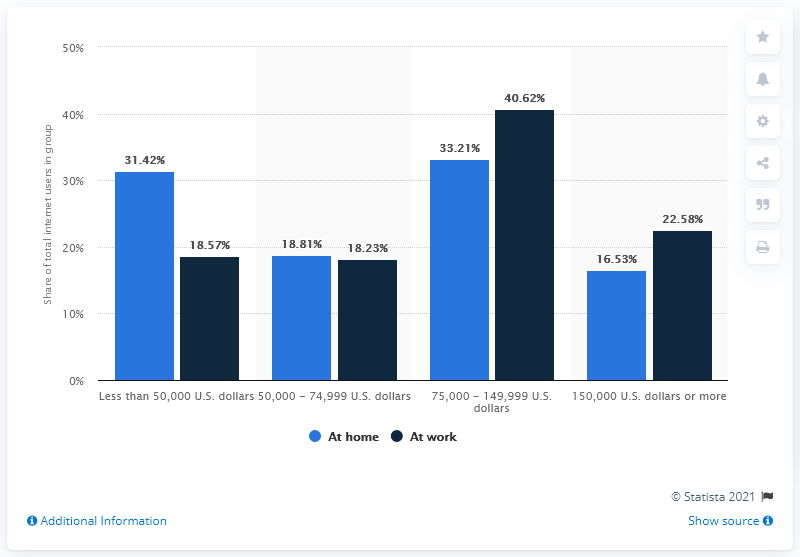 50%
40%
30%
20%
10%
0%
Share of total internet users in group
31.42%
18.57%
18.81%
18.23%
33.21%
40.62%
16.53%
22.58%
Less than 50,000 U.S. dollars
50,000 – 74,999 U.S. dollars
75,000 – 149,999 U.S.
dollars
150,000 U.S. dollars or more
At home
At work
© Statista 2021
Additional Information
Show source